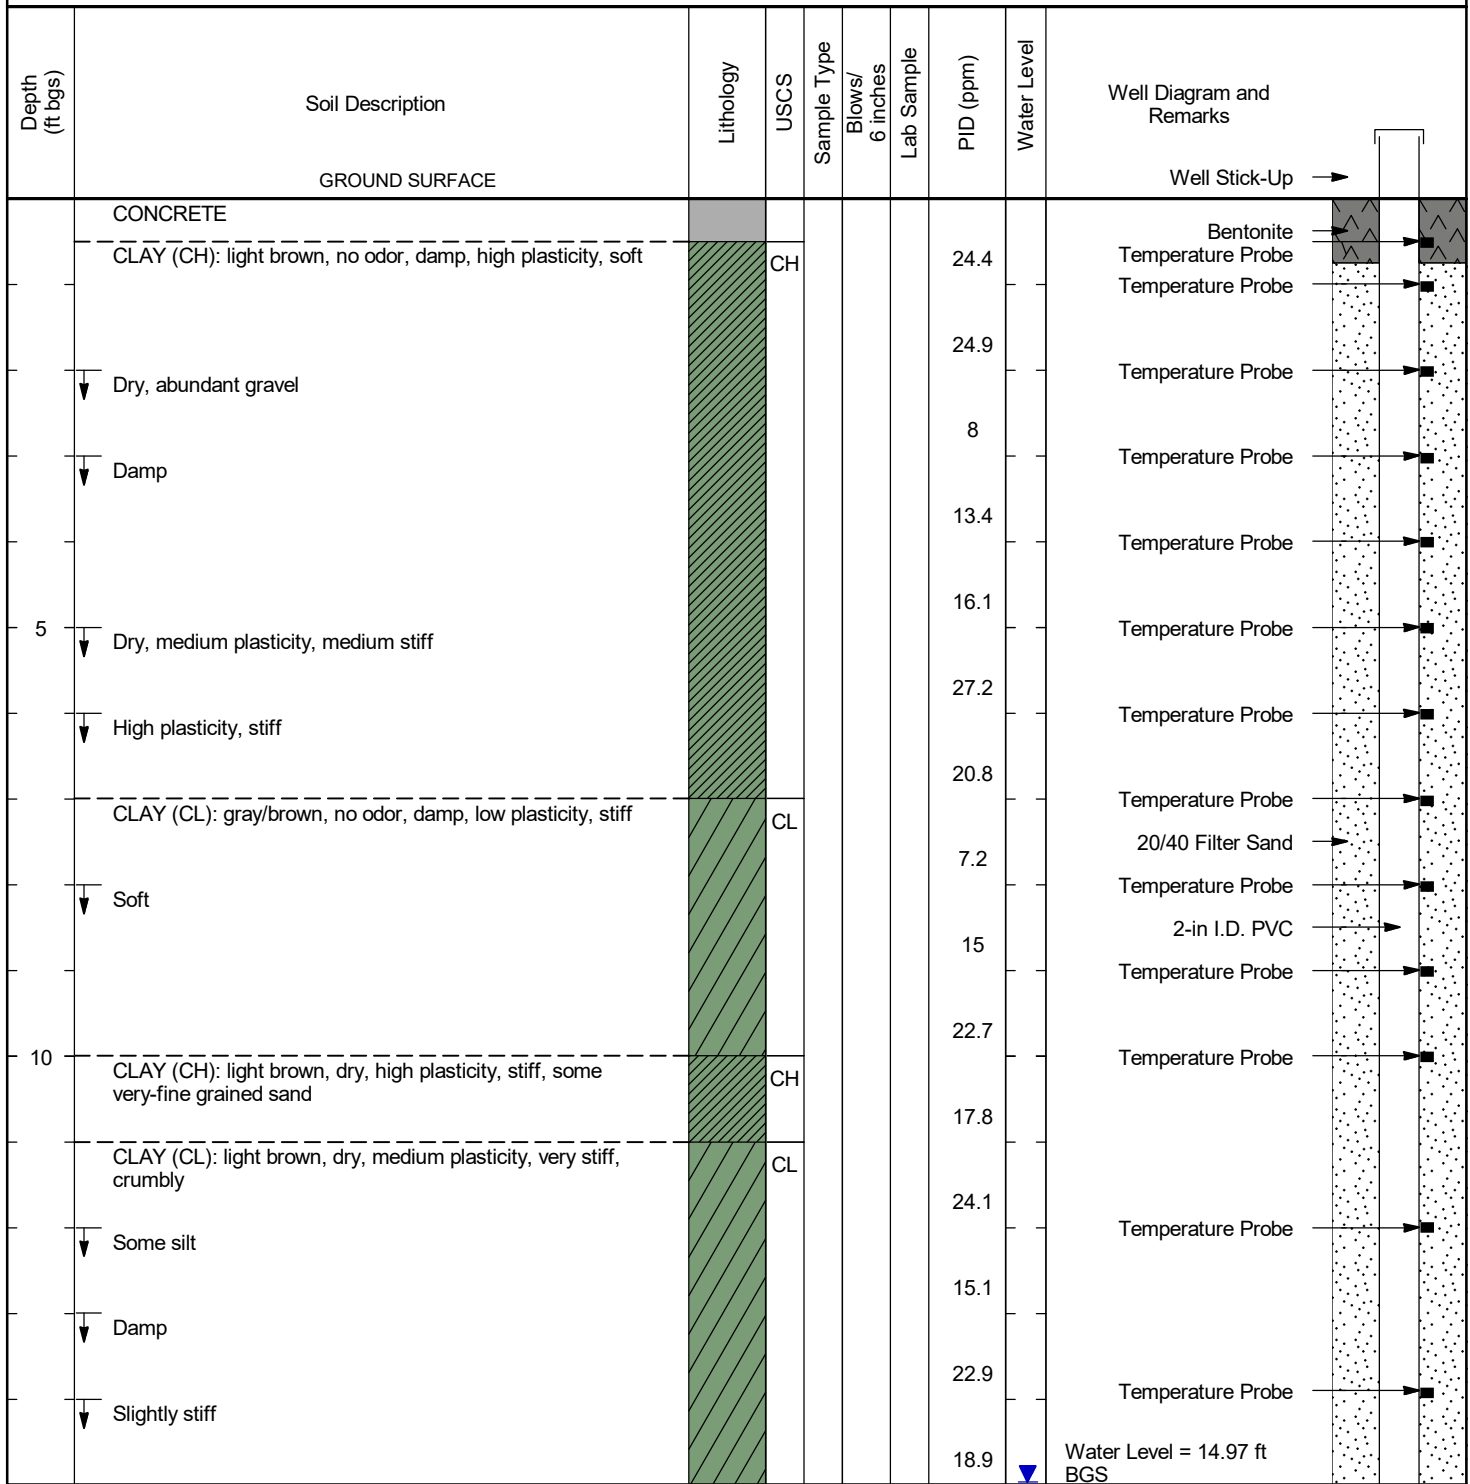 Depth
(ft bgs)
Soil Description
Lithology
USCS
Sample Type
Blows/
6 inches
Lab Sample
PID (ppm)
Water Level
Well Diagram and
Remarks
GROUND SURFACE
Well Stick-Up
CONCRETE
Bentonite
CLAY (CH): light brown, no odor, damp, high plasticity, soft
CH
24.4
Temperature Probe
Temperature Probe
24.9
Dry, abundant gravel
Temperature Probe
8
Damp
Temperature Probe
13.4
Temperature Probe
16.1
5
Dry, medium plasticity, medium stiff
Temperature Probe
27.2
High plasticity, stiff
Temperature Probe
20.8
CLAY (CL): gray/brown, no odor, damp, low plasticity, stiff
CL
Temperature Probe
20/40 Filter Sand
7.2
Soft
Temperature Probe
2-in I.D. PVC
15
Temperature Probe
22.7
10
CLAY (CH): light brown, dry, high plasticity, stiff, some
very-fine grained sand
CH
Temperature Probe
17.8
CLAY (CL): light brown, dry, medium plasticity, very stiff,
crumbly
CL
24.1
Some silt
Temperature Probe
15.1
Damp
22.9
Temperature Probe
Slightly stiff
18.9
Water Level = 14.97 ft
BGS